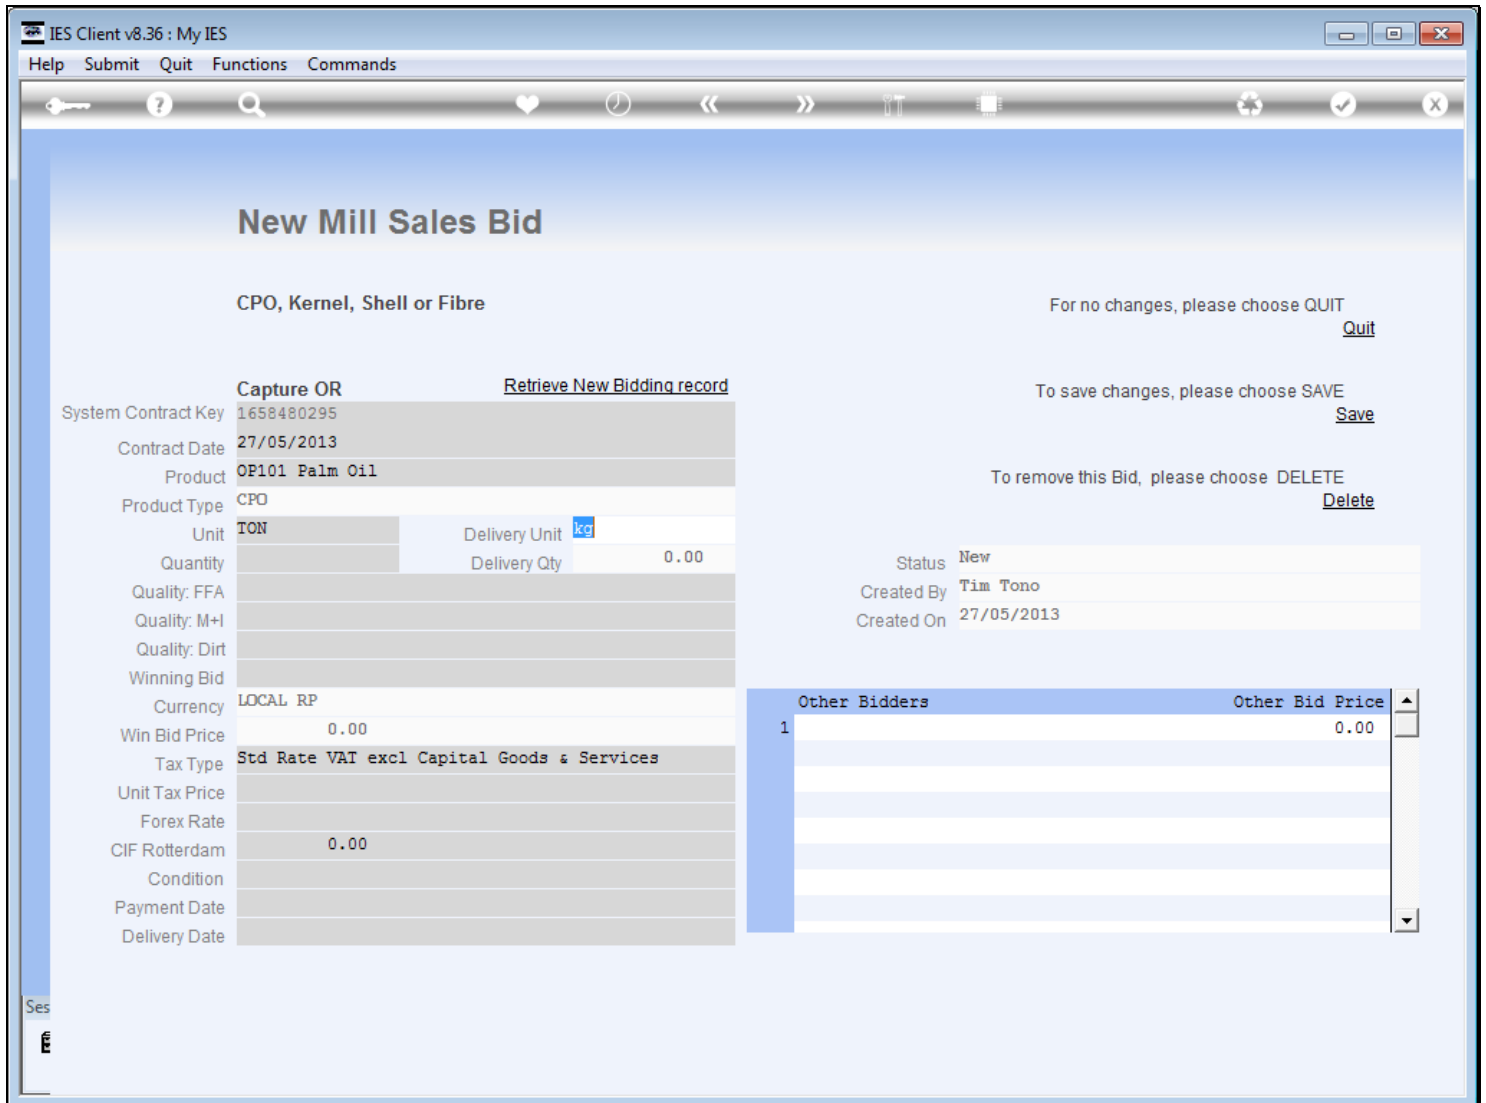 IES Client v8.36 : My IES
Help Submit Quit Functions Commands
New Mill Sales Bid
CPO, Kernel, Shell or Fibre
For no changes, please choose QUIT
Quit
Capture OR Retrieve New Bidding record
To save changes, please choose SAVE
Save
System Contract Key 1658480295
Contract Date 27/05/2013
Product OP101 Palm Oil
To remove this Bid, please choose DELETE
Delete
Product Type CPO
Unit TON Delivery Unit kg
Quantity Delivery Qty 0.00
Status New
Quality: FFA
Created By Tim Tono
Quality: M+I
Created On 27/05/2013
Quality: Dirt
Winning Bid
Currency LOCAL RP
Other Bidders Other Bid Price
Win Bid Price 0.00
1 0.00
Tax Type Std Rate VAT excl Capital Goods & Services
Unit Tax Price
Forex Rate
CIF Rotterdam 0.00
Condition
Payment Date
Delivery Date
Ses